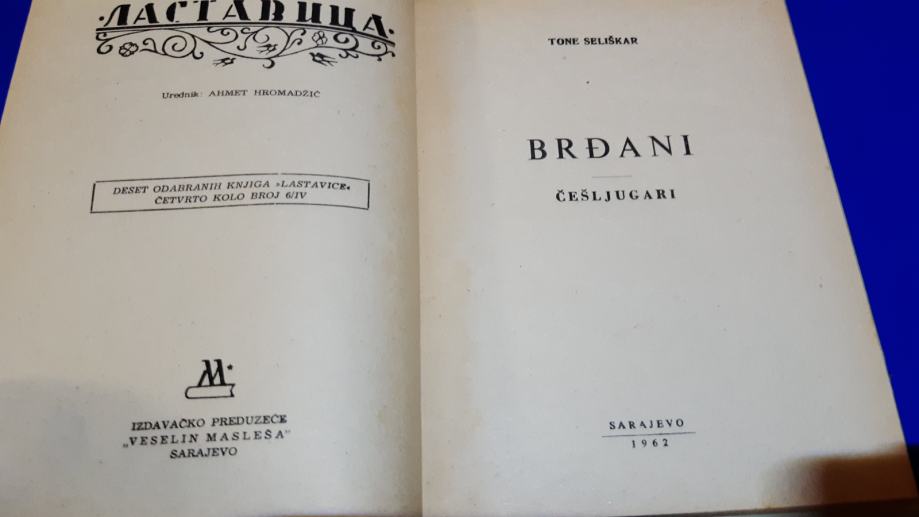 ЛАСТАВИЦА
Urednik: AHMET HROMADŽIĆ
DESET ODABRANIH KNJIGA »LASTAVICE«
ČETVRTO KOLO BROJ 6/IV
IZDAVAČKO PREDUZEĆE
„VESELIN MASLEŠA"
SARAJEVO
TONE SELIŠKAR
BRĐANI
ČEŠLJUGARI
SARAJEVO
1962